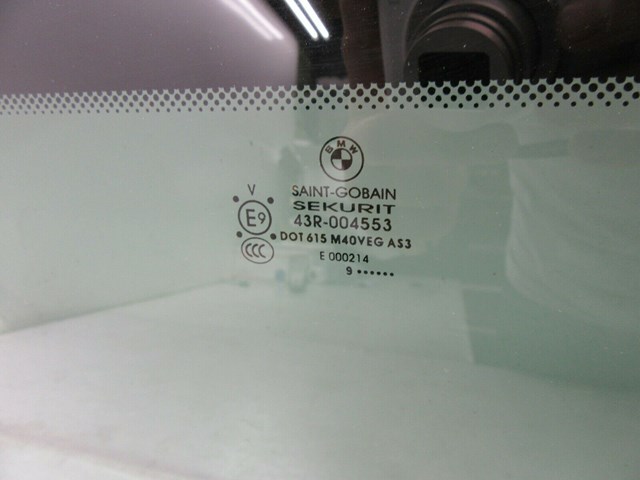 BMW
V
SAINT-GOBAIN
SEKURIT
E9
43R-004553
DOT 615 M40VEG AS3
CCC
E 000214
9 ••••••